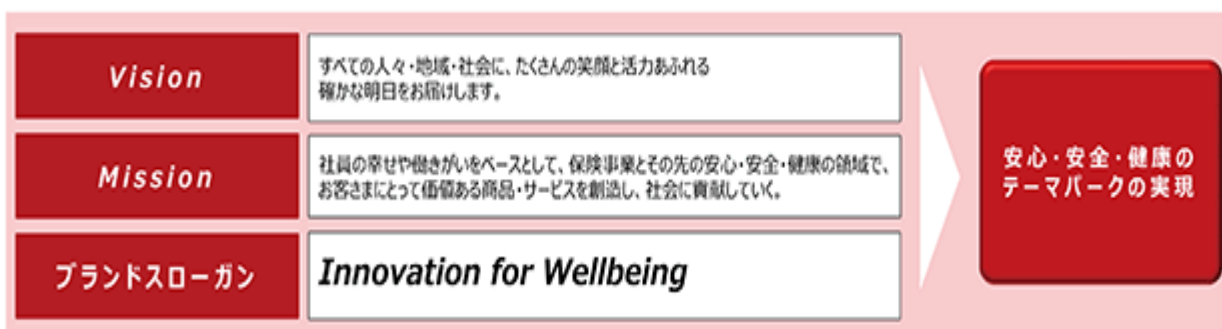 Vision
すべての人々・地域・社会に、たくさんの笑顔と活力あふれる
確かな明日をお届けします。
Mission
社員の幸せや働きがいをベースとして、保険事業とその先の安心・安全・健康の領域で、
お客さまにとって価値ある商品・サービスを創造し、社会に貢献していく。
ブランドスローガン
Innovation for Wellbeing
安心・安全・健康の
テーマパークの実現